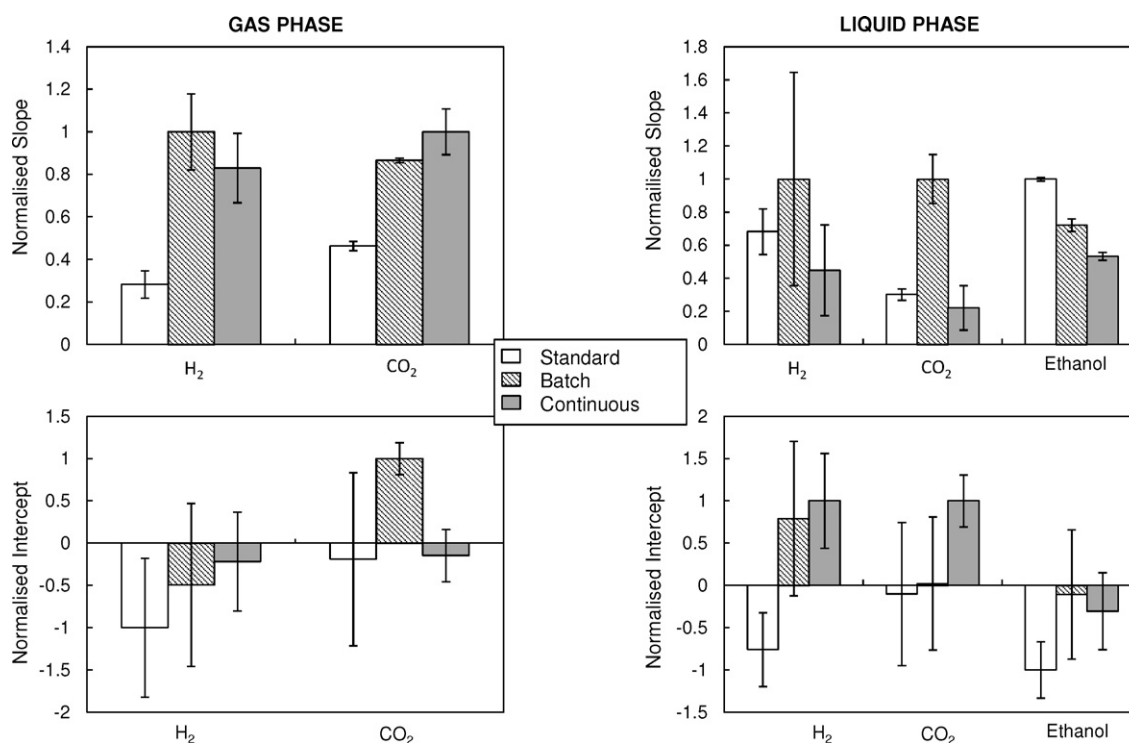 GAS PHASE
Normalised Slope
1.4
1.2
1
0.8
0.6
0.4
0.2
0
H₂
CO₂
LIQUID PHASE
Normailised Slope
1.8
1.6
1.4
1.2
1
0.8
0.6
0.4
0.2
0
H₂
CO₂
Ethanol
Standard
Batch
Continuous
Normalised Intercept
1.5
1
0.5
0
-0.5
-1
-1.5
-2
H₂
CO₂
Normalised Intercept
2
1.5
1
0.5
0
-0.5
-1
-1.5
H₂
CO₂
Ethanol